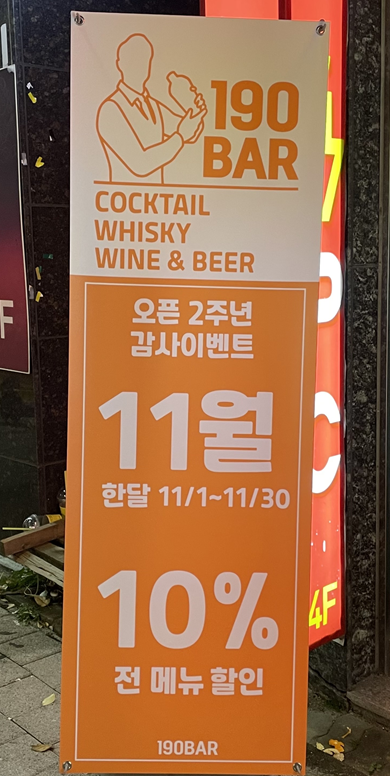 190
BAR
COCKTAIL
WHISKY
WINE & BEER
오픈 2주년
감사이벤트
11월
한달 11/1~11/30
10%
전 메뉴 할인
190BAR
P
C
4F
F